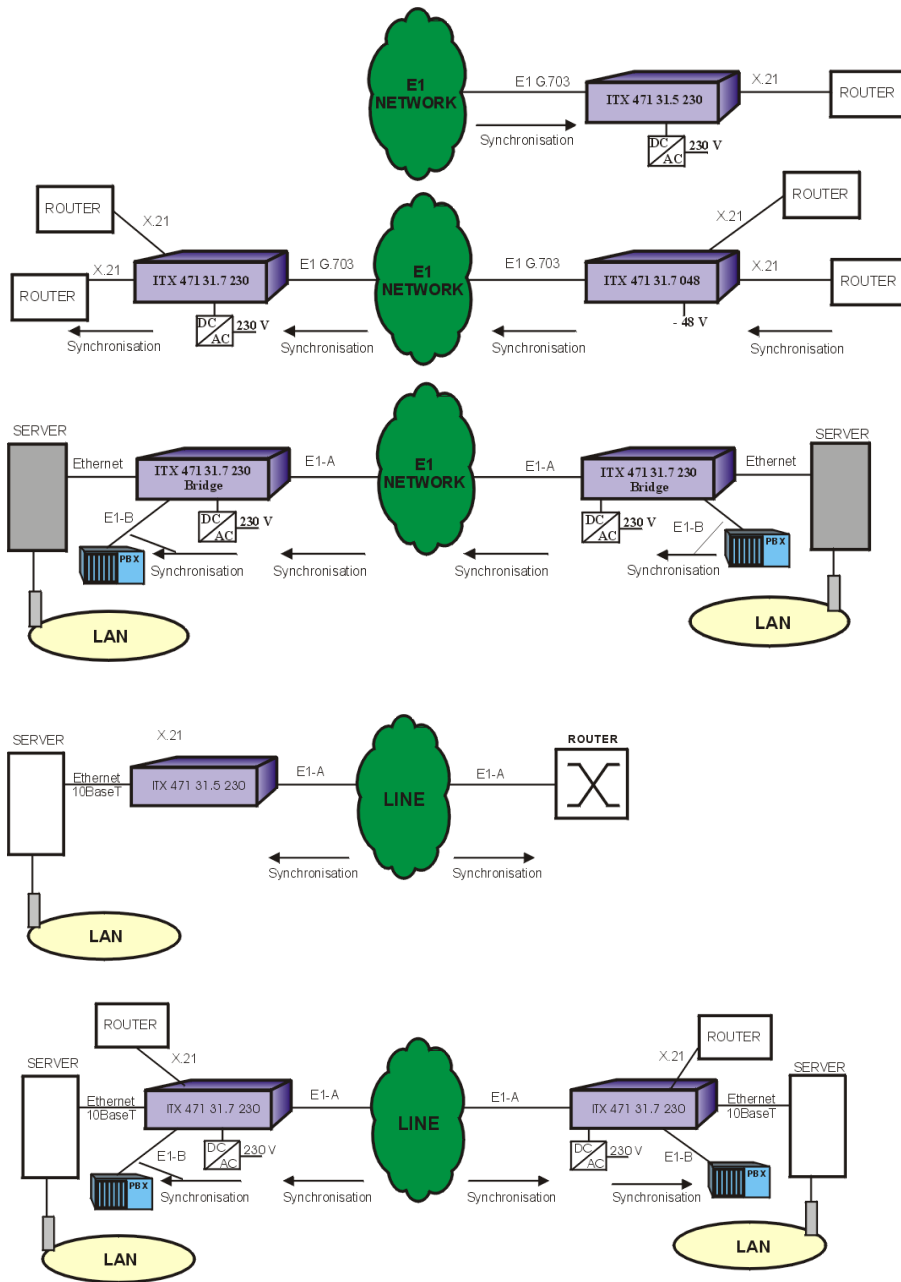 E1
NETWORK
E1 G.703
ITX 471 31.5 230
X.21
ROUTER
Synchronisation
DC
AC
230 V
ROUTER
X.21
X.21
ROUTER
ITX 471 31.7 230
E1 G.703
E1
NETWORK
E1 G.703
ITX 471 31.7 048
X.21
ROUTER
X.21
ROUTER
DC
AC
230 V
- 48 V
Synchronisation
Synchronisation
Synchronisation
Synchronisation
SERVER
Ethernet
ITX 471 31.7 230
Bridge
E1-A
E1
NETWORK
E1-A
ITX 471 31.7 230
Bridge
Ethernet
SERVER
E1-B
DC
AC
230 V
DC
AC
230 V
E1-B
PBX
Synchronisation
Synchronisation
Synchronisation
Synchronisation
PBX
LAN
LAN
SERVER
X.21
Ethernet
10BaseT
ITX 471 31.5 230
E1-A
LINE
E1-A
ROUTER
Synchronisation
Synchronisation
LAN
ROUTER
X.21
SERVER
Ethernet
10BaseT
ITX 471 31.7 230
E1-A
LINE
E1-A
ITX 471 31.7 230
X.21
ROUTER
Ethernet
10BaseT
SERVER
E1-B
DC
AC
230 V
DC
AC
230 V
E1-B
PBX
Synchronisation
Synchronisation
Synchronisation
Synchronisation
PBX
LAN
LAN